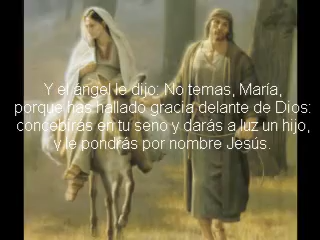 Y el ángel le dijo: No temas, María,
porque has hallado gracia delante de Dios:
concebirás en tu seno y darás a luz un hijo,
y le pondrás por nombre Jesús.